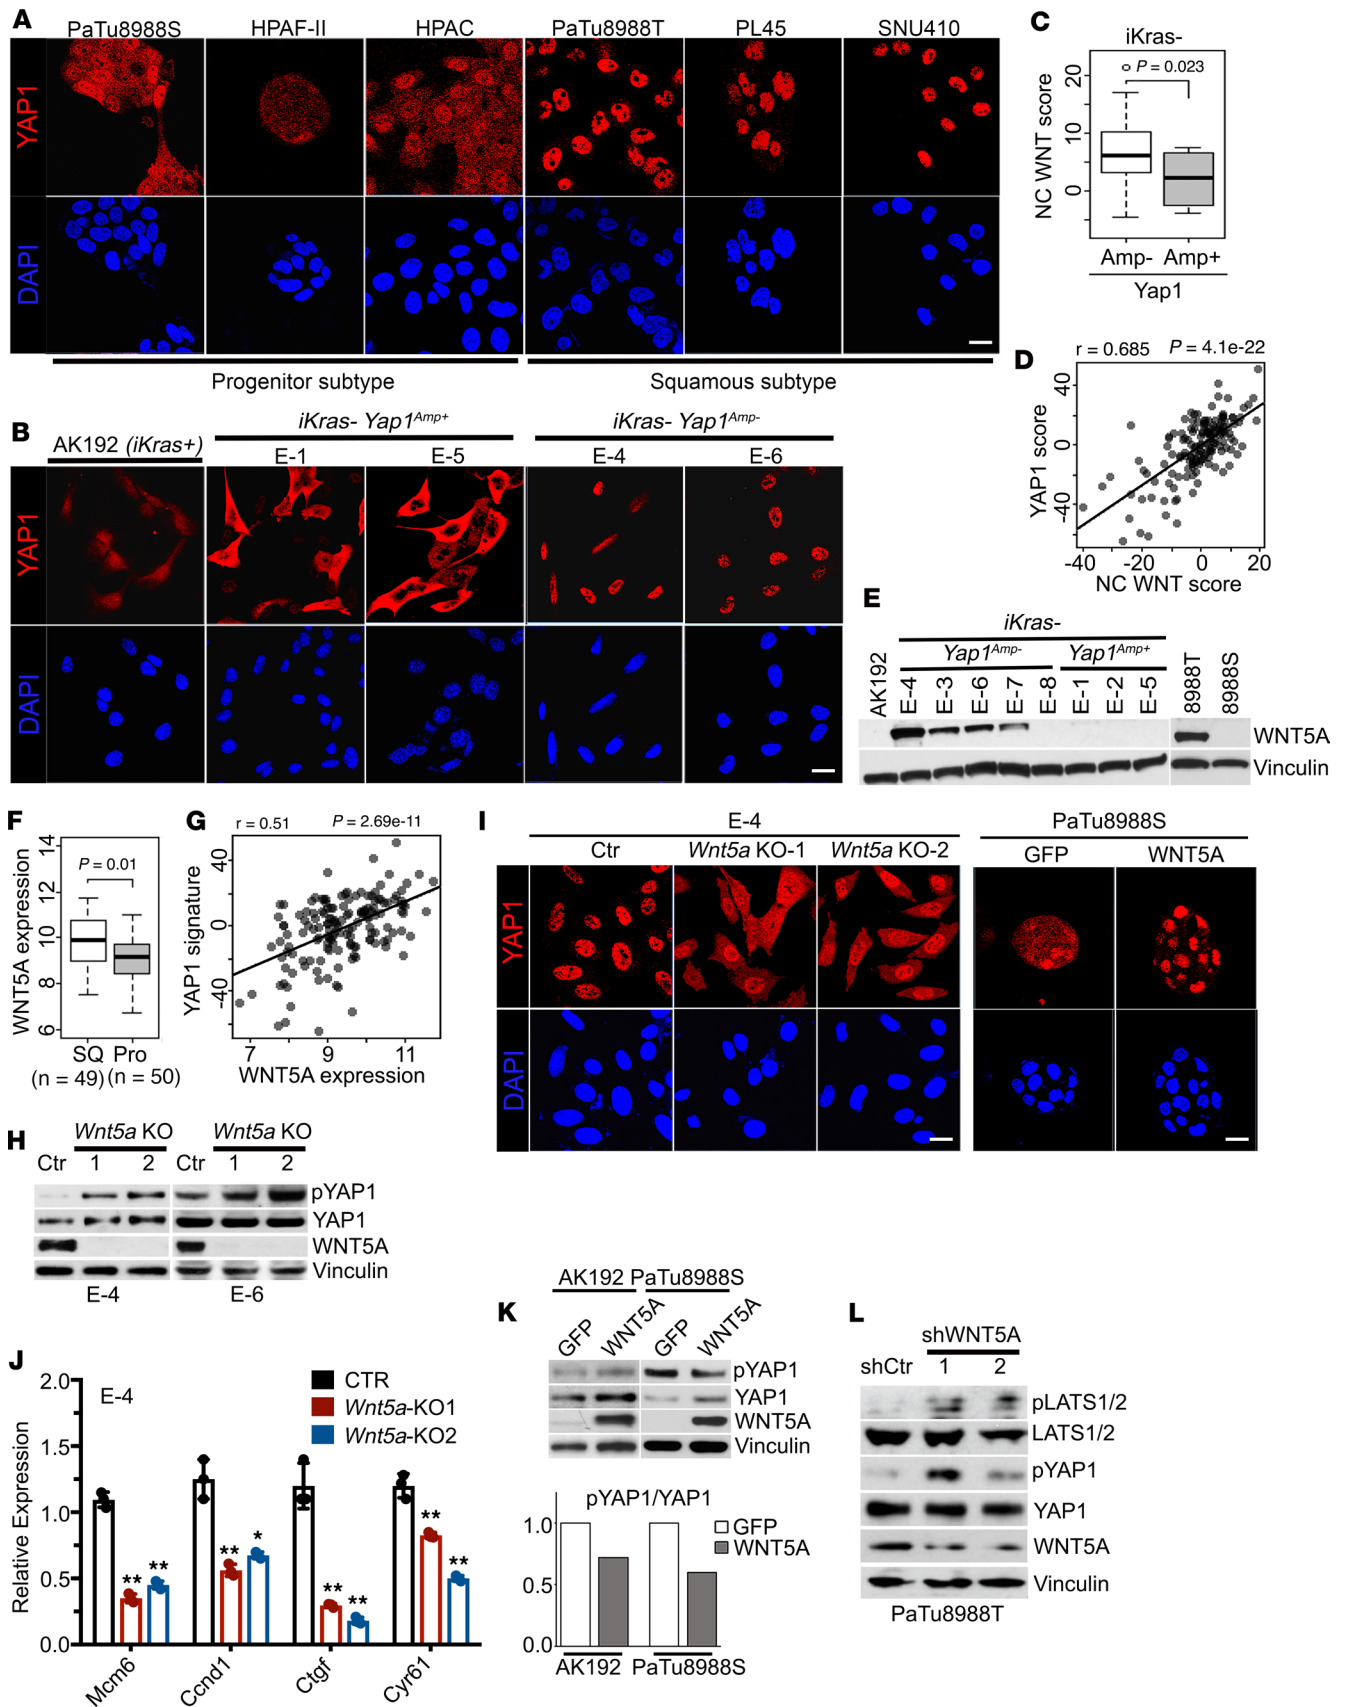 A
PaTu8988S HPAF-II HPAC PaTu8988T PL45 SNU410
YAP1
DAPI
Progenitor subtype Squamous subtype
B
AK192 (iKras+) iKras- Yap1Amp+ iKras- Yap1Amp-
E-1 E-5 E-4 E-6
YAP1
DAPI
C
iKras-
P = 0.023
NC WNT score
20
10
0
Amp- Amp+
Yap1
D
r = 0.685 P = 4.1e-22
YAP1 score
40
0
-40
-40 -20 0 20
NC WNT score
E
iKras-
Yap1Amp- Yap1Amp+
AK192 E-4 E-3 E-6 E-7 E-8 E-1 E-2 E-5 8988T 8988S
WNT5A
Vinculin
F
WNT5A expression
14
12
10
8
6
P = 0.01
SQ Pro
(n = 49) (n = 50)
G
r = 0.51 P = 2.69e-11
YAP1 signature
40
0
-40
7 9 11
WNT5A expression
H
Wnt5a KO Wnt5a KO
Ctr 1 2 Ctr 1 2
pYAP1
YAP1
WNT5A
Vinculin
E-4 E-6
I
E-4 PaTu8988S
Ctr Wnt5a KO-1 Wnt5a KO-2 GFP WNT5A
YAP1
DAPI
J
E-4
CTR
Wnt5a-KO1
Wnt5a-KO2
Relative Expression
2.0
1.5
1.0
0.5
0.0
** ** ** * ** ** ** **
Mcm6 Ccnd1 Ctgf Cyr61
K
AK192 PaTu8988S
GFP WNT5A GFP WNT5A
pYAP1
YAP1
WNT5A
Vinculin
pYAP1/YAP1
1.0
0.5
0.0
GFP
WNT5A
AK192 PaTu8988S
L
shWNT5A
shCtr 1 2
pLATS1/2
LATS1/2
pYAP1
YAP1
WNT5A
Vinculin
PaTu8988T